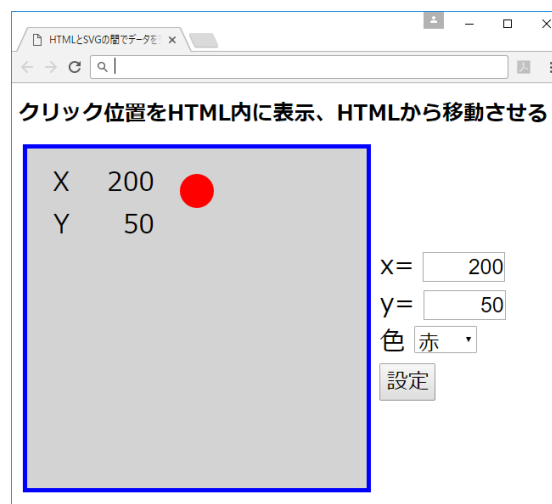 HTMLとSVGの間でデータを
クリック位置をHTML内に表示、HTMLから移動させる
X 200
Y 50
x= 200
y= 50
色 赤
設定